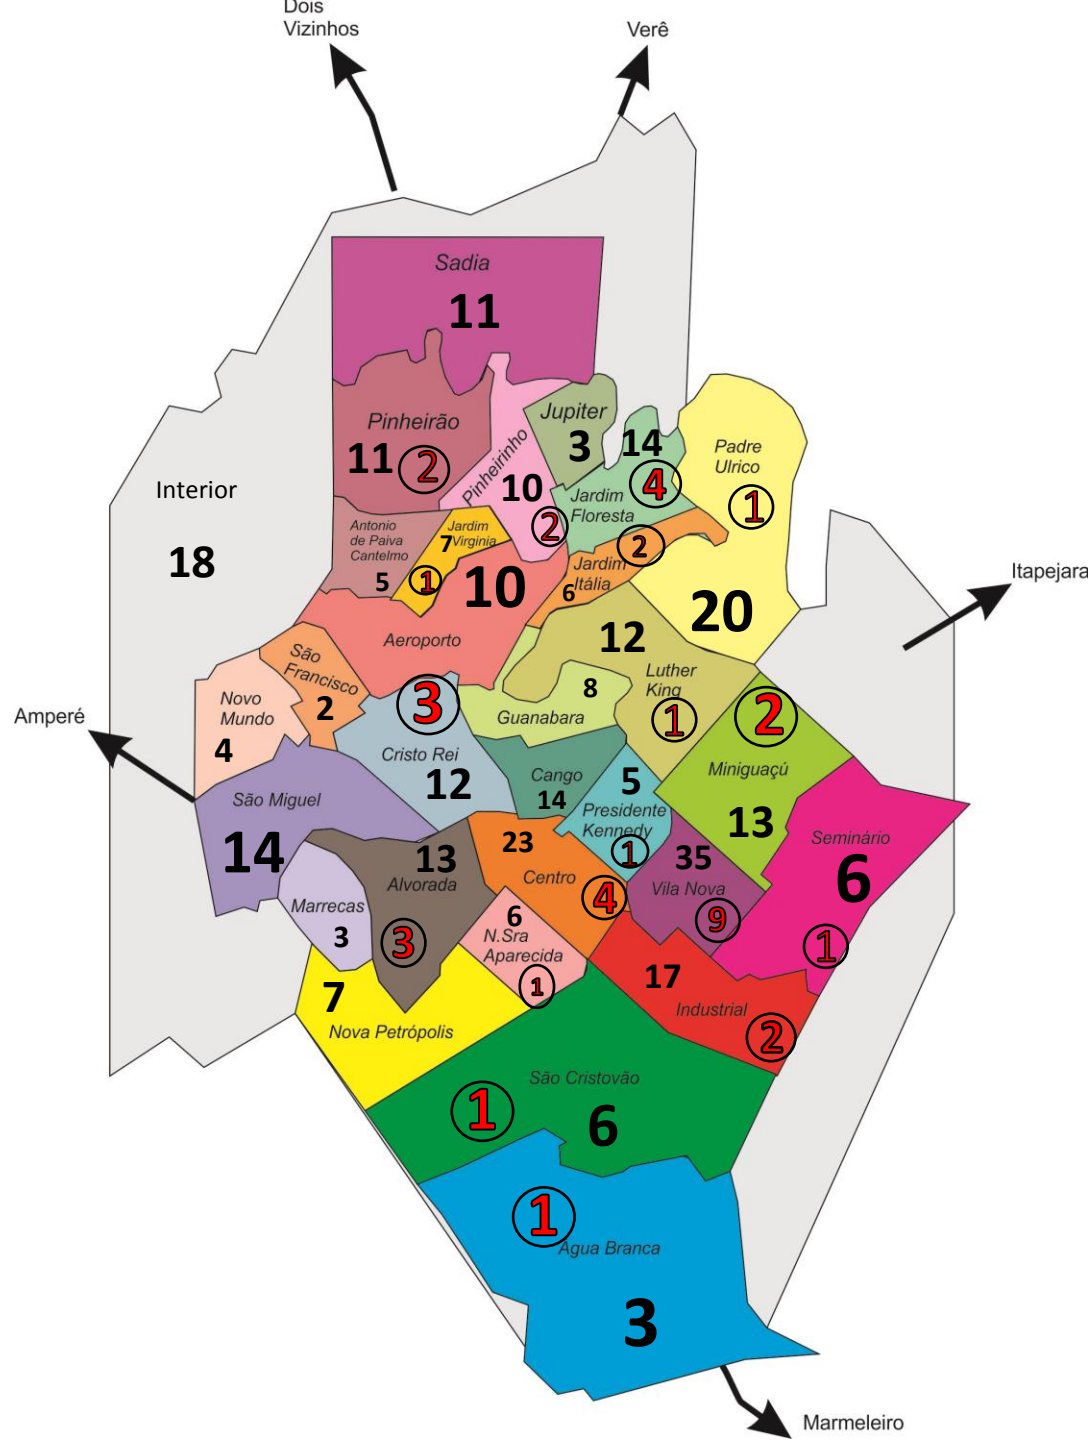 Dois
Vizinhos
Verê
Sadia
11
Pinheirão
11
2
Pinheirinho
10
2
Jupiter
3
14
4
Jardim
Floresta
Padre
Ulrico
1
20
Interior
18
Antonio
de Paiva
Cantelmo
5
Jardim
Virginia
7
1
10
Aeroporto
3
2
Jardim
Itália
6
Itapejara
12
Luther
King
1
8
Guanabara
São
Francisco
2
Novo
Mundo
4
Amperé
Cristo Rei
12
Cango
14
5
Presidente
Kennedy
1
2
Miniguaçú
13
Seminário
6
1
São Miguel
14
13
Alvorada
3
23
Centro
4
35
Vila Nova
9
Marrecas
3
6
N.Sra
Aparecida
1
17
Industrial
2
7
Nova Petrópolis
São Cristovão
1
6
1
Água Branca
3
Marmeleiro